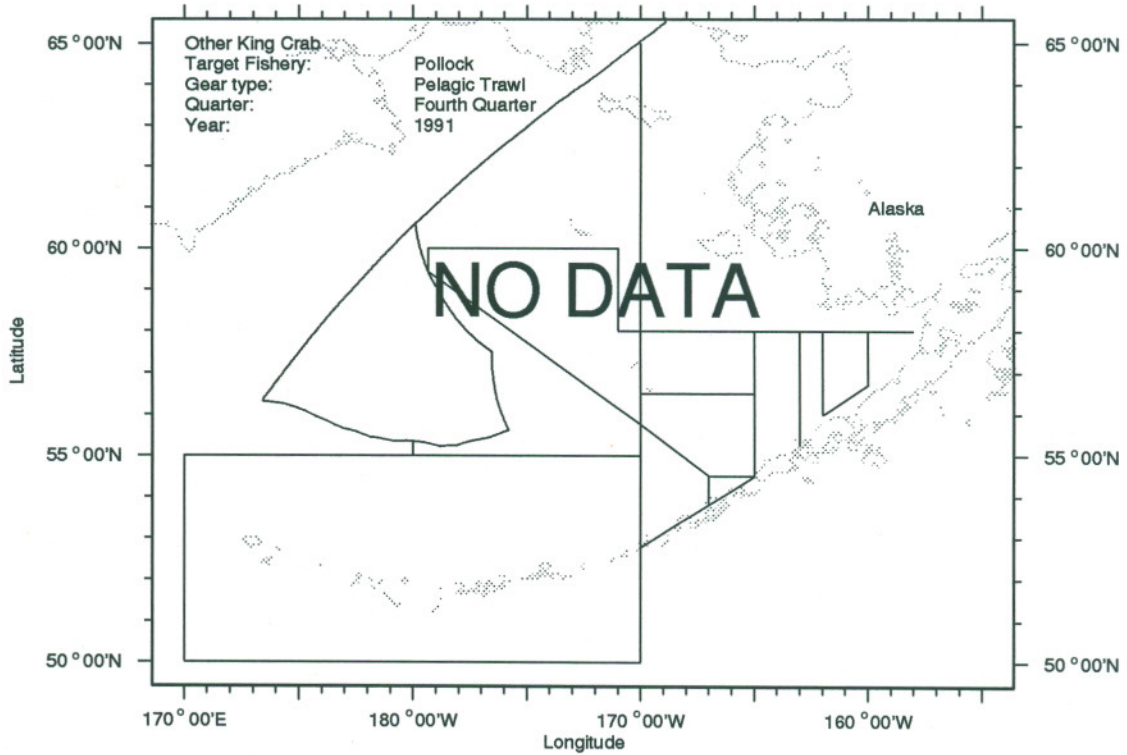 Other King Crab
Target Fishery: Pollock
Gear type: Pelagic Trawl
Quarter: Fourth Quarter
Year: 1991
65°00'N 65°00'N
Alaska
60°00'N 60°00'N
NO DATA
Latitude
55°00'N 55°00'N
50°00'N 50°00'N
170°00'E 180°00'W 170°00'W 160°00'W
Longitude